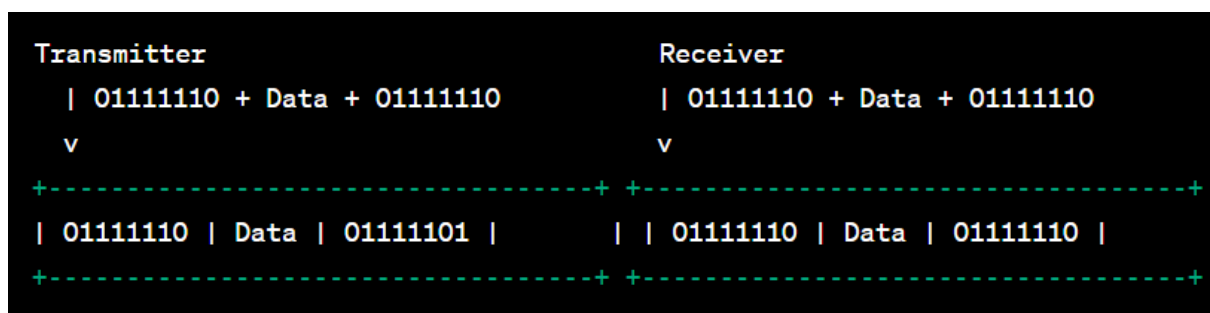 Transmitter                                  Receiver
  | 01111110 + Data + 01111110           | 01111110 + Data + 01111110
  v                                      v
+-----------------------------------+ +-----------------------------------+
| 01111110 | Data | 01111101 |        | | 01111110 | Data | 01111110 |
+-----------------------------------+ +-----------------------------------+